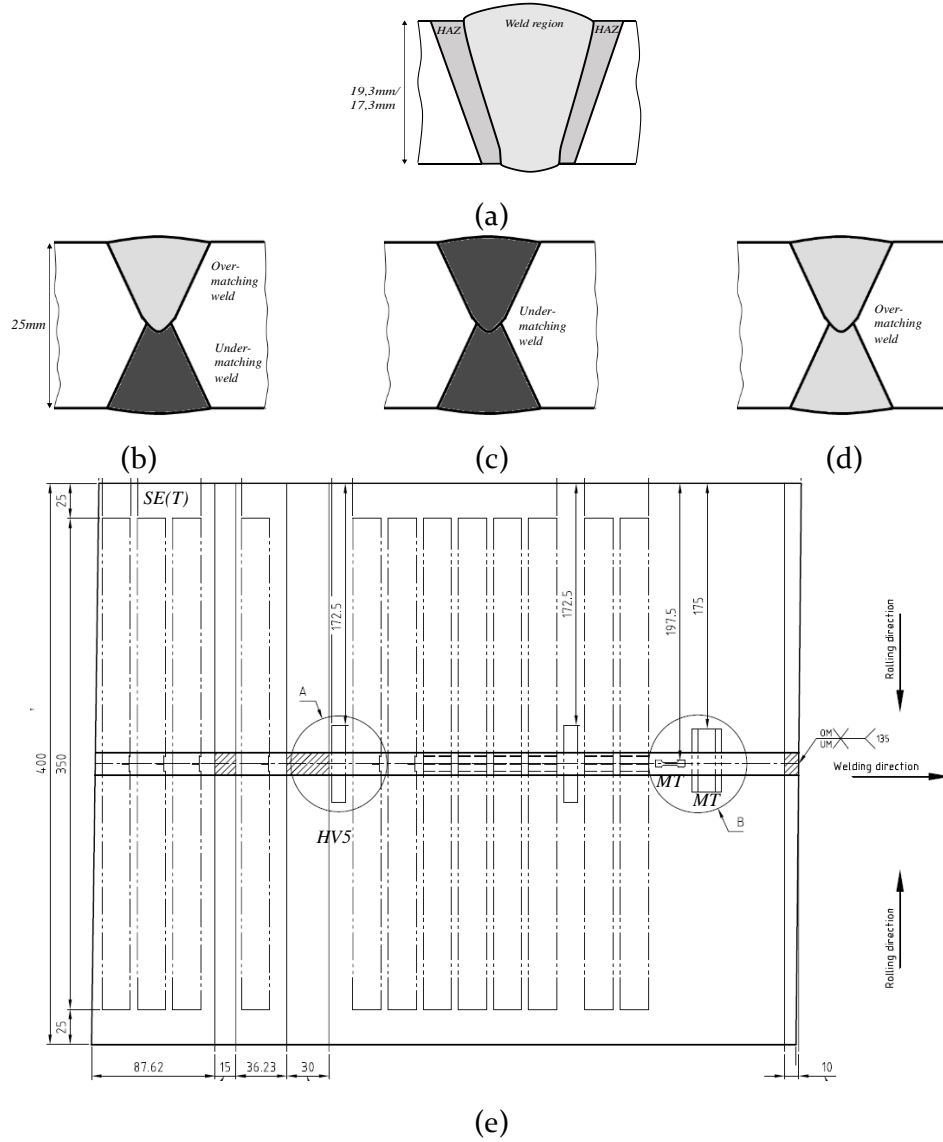 HAZ
Weld region
HAZ
19,3mm/
17,3mm
(a)
Over-
matching
weld
25mm
Under-
matching
weld
(b)
Under-
matching
weld
(c)
Over-
matching
weld
(d)
SE(T)
25
172.5
172.5
197.5
175
Rolling direction
A
400
350
OM
UM
135
Welding direction
MT
MT
HV5
B
Rolling direction
25
87.62
15
36.23
30
10
(e)